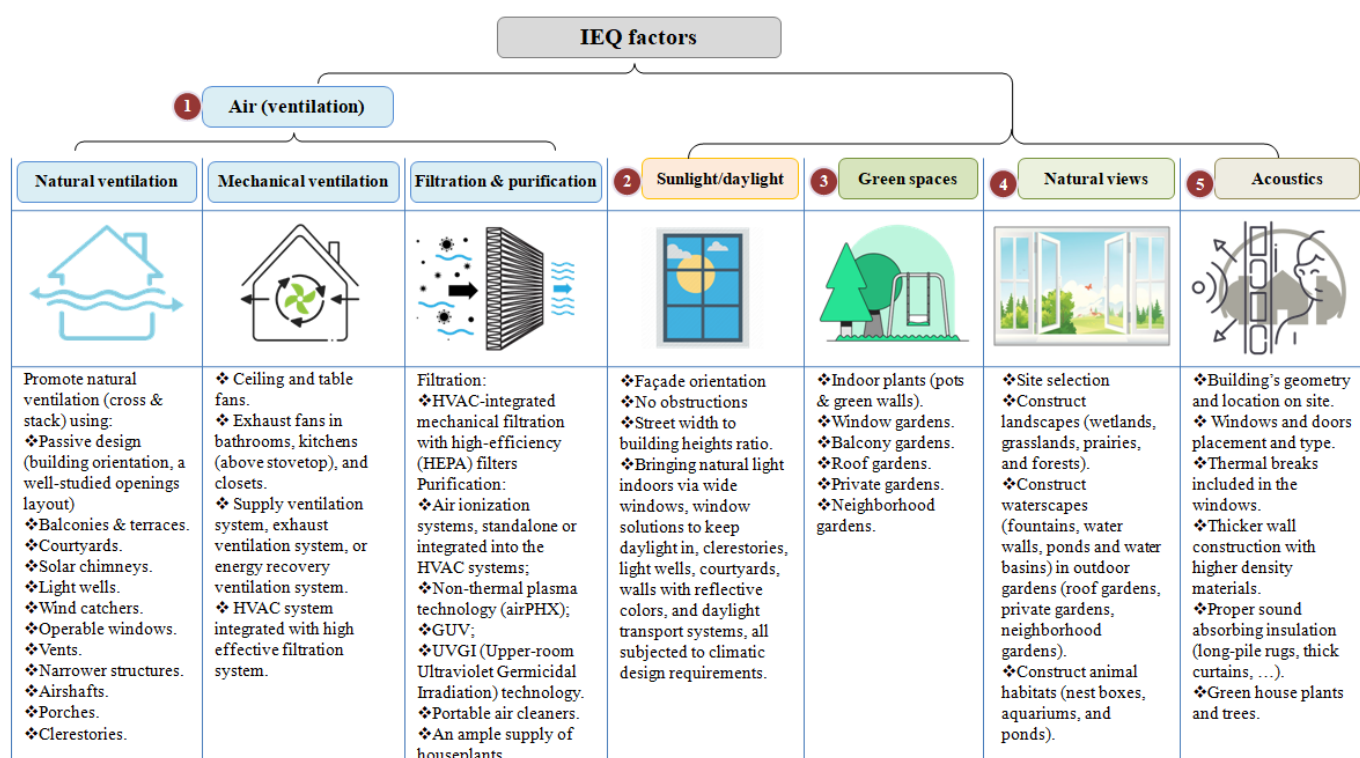 IEQ factors
1
Air (ventilation)
Natural ventilation
Mechanical ventilation
Filtration & purification
2
Sunlight/daylight
3
Green spaces
4
Natural views
5
Acoustics
Promote natural
ventilation (cross &
stack) using:
❖Passive design
(building orientation, a
well-studied openings
layout)
❖Balconies & terraces.
❖Courtyards.
❖Solar chimneys.
❖Light wells.
❖Wind catchers.
❖Operable windows.
❖Vents.
❖Narrower structures.
❖Airshafts.
❖Porches.
❖Clerestories.
❖ Ceiling and table
fans.
❖ Exhaust fans in
bathrooms, kitchens
(above stovetop), and
closets.
❖ Supply ventilation
system, exhaust
ventilation system, or
energy recovery
ventilation system.
❖ HVAC system
integrated with high
effective filtration
system.
Filtration:
❖HVAC-integrated
mechanical filtration
with high-efficiency
(HEPA) filters
Purification:
❖Air ionization
systems, standalone or
integrated into the
HVAC systems;
❖Non-thermal plasma
technology (airPHX);
❖GUV;
❖UVGI (Upper-room
Ultraviolet Germicidal
Irradiation) technology.
❖Portable air cleaners.
❖An ample supply of
houseplants
❖Façade orientation
❖No obstructions
❖Street width to
building heights ratio.
❖Bringing natural light
indoors via wide
windows, window
solutions to keep
daylight in, clerestories,
light wells, courtyards,
walls with reflective
colors, and daylight
transport systems, all
subjected to climatic
design requirements.
❖Indoor plants (pots
& green walls).
❖Window gardens.
❖Balcony gardens.
❖Roof gardens.
❖Private gardens.
❖Neighborhood
gardens.
❖Site selection
❖Construct
landscapes (wetlands,
grasslands, prairies,
and forests).
❖Construct
waterscapes
(fountains, water
walls, ponds and water
basins) in outdoor
gardens (roof gardens,
private gardens,
neighborhood
gardens).
❖Construct animal
habitats (nest boxes,
aquariums, and
ponds).
❖Building’s geometry
and location on site.
❖ Windows and doors
placement and type.
❖Thermal breaks
included in the
windows.
❖Thicker wall
construction with
higher density
materials.
❖Proper sound
absorbing insulation
(long-pile rugs, thick
curtains, …).
❖Green house plants
and trees.